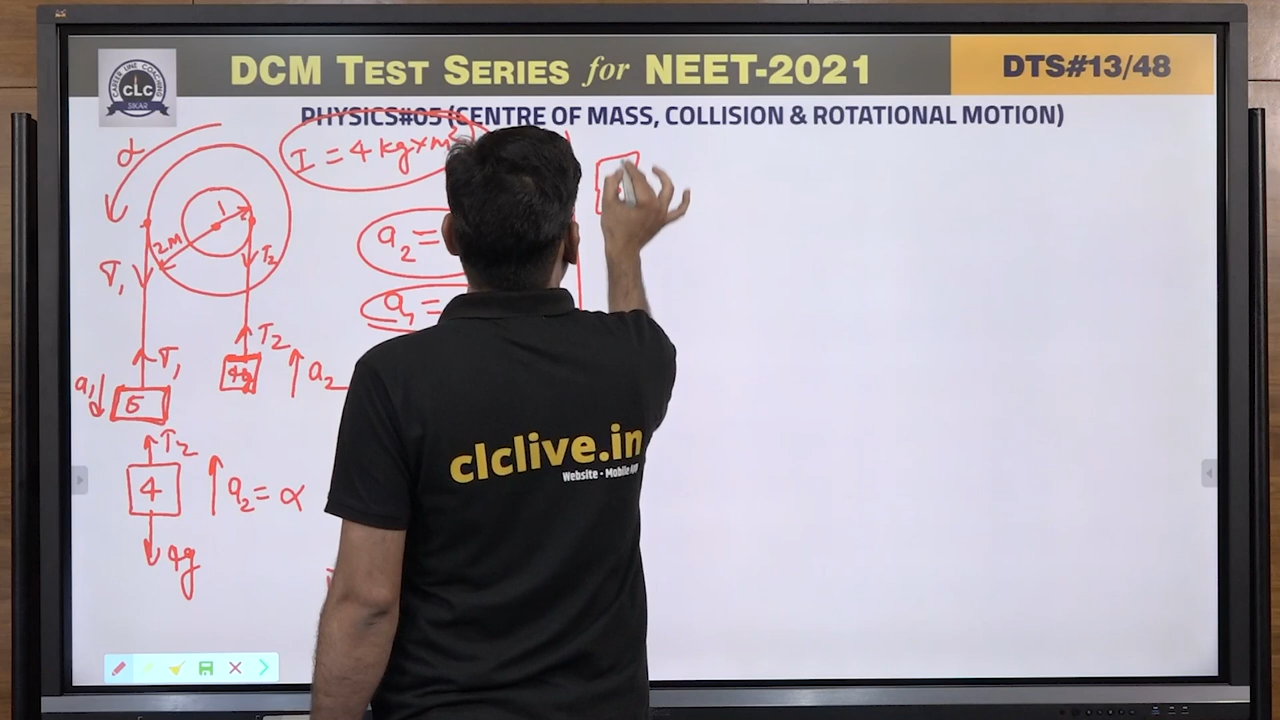 CAREER LINE COACHING
CLC
SIKAR
DCM TEST SERIES for NEET-2021
DTS#13/48
PHYSICS#05 (CENTRE OF MASS, COLLISION & ROTATIONAL MOTION)
α
I = 4 kg×m²
1
2M
T₁
T₂
a₂ =
a₁ =
T₁
T₂
a₁
5
4g
a₂
T₂
4
a₂ = α
4g
clclive.in
Website - Mobile App